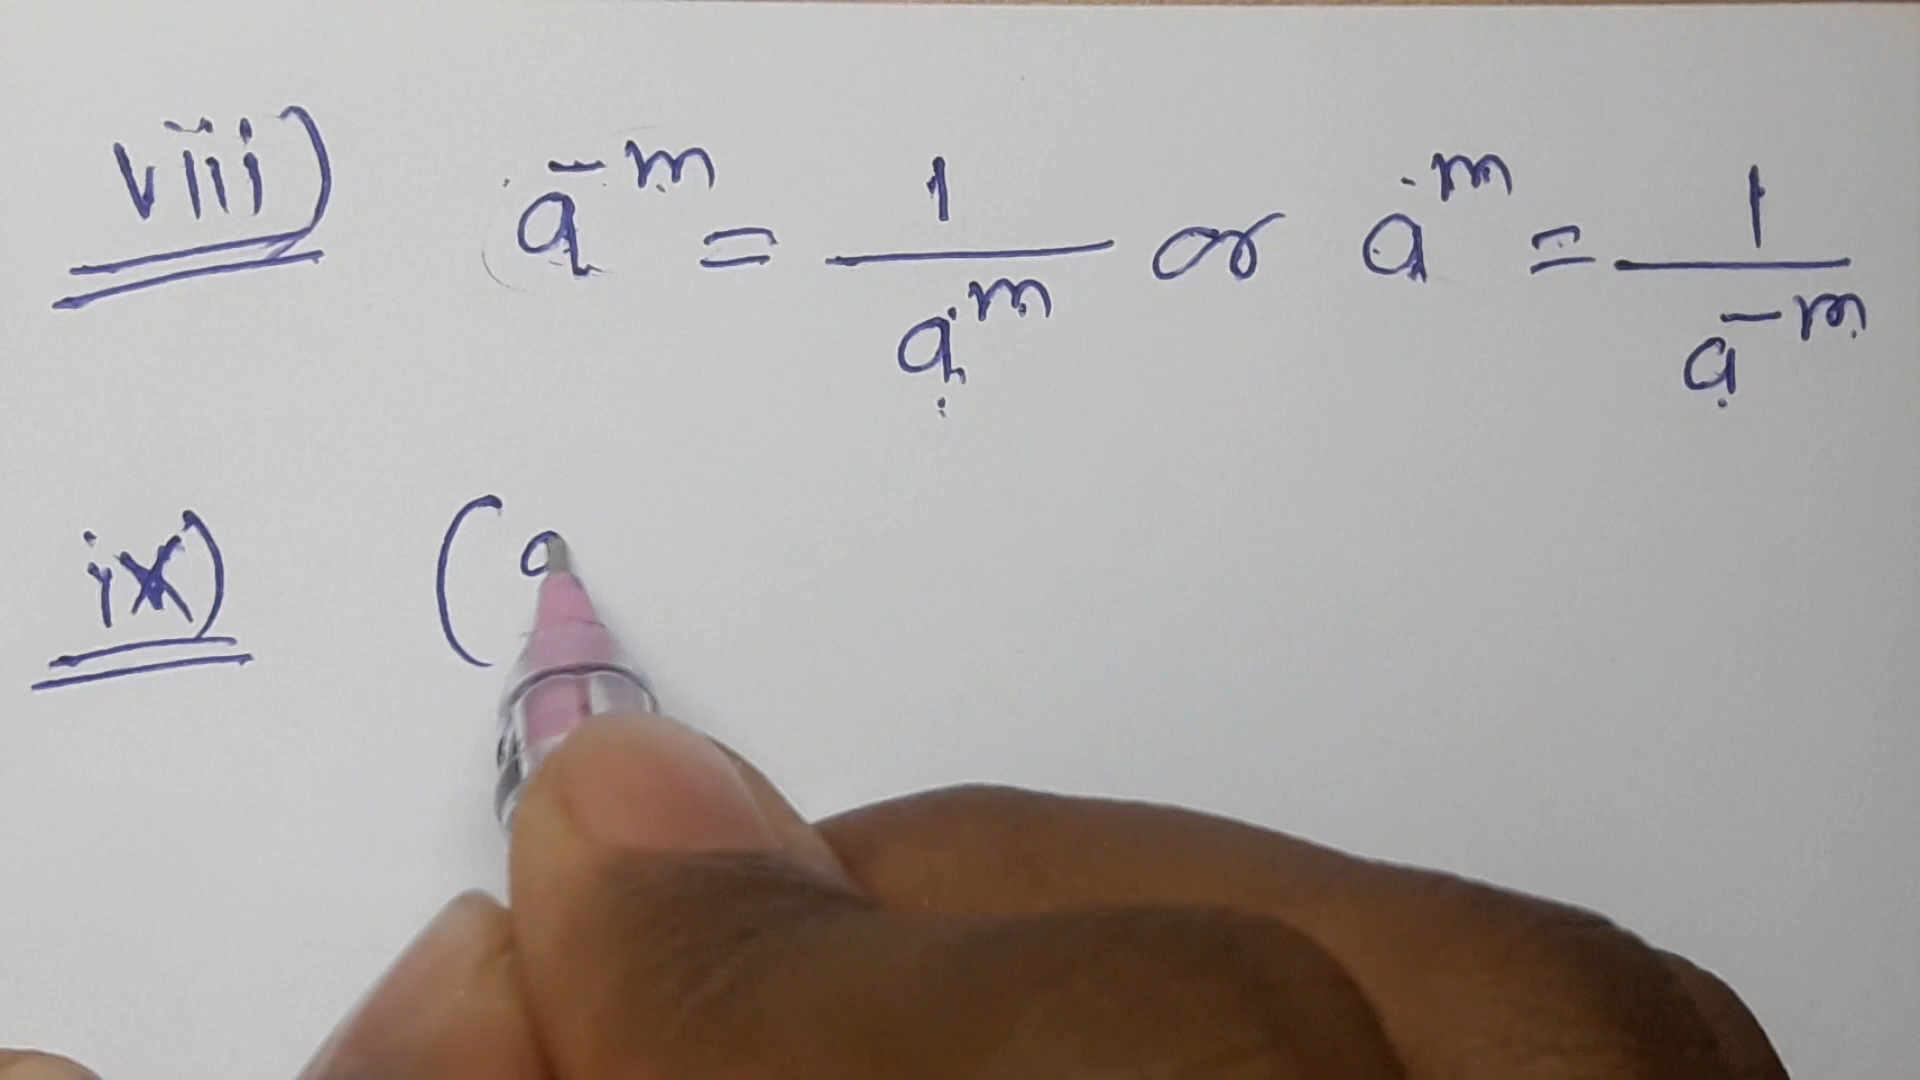 viii) a^-m = 1/a^m or a^m = 1/a^-m
ix) (a